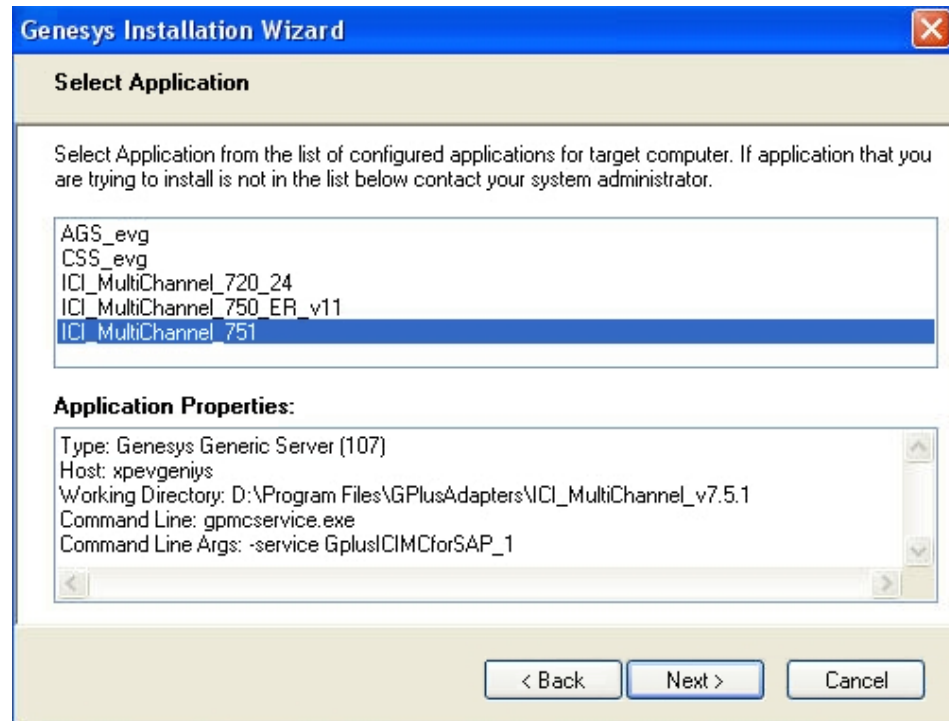 Genesys Installation Wizard
Select Application
Select Application from the list of configured applications for target computer. If application that you
are trying to install is not in the list below contact your system administrator.
AGS_evg
CSS_evg
ICI_MultiChannel_720_24
ICI_MultiChannel_750_ER_v11
ICI_MultiChannel_751
Application Properties:
Type: Genesys Generic Server (107)
Host: xpevgeniys
Working Directory: D:\Program Files\GPlusAdapters\ICI_MultiChannel_v7.5.1
Command Line: gpmcservice.exe
Command Line Args: -service GplusICIMCforSAP_1
< Back
Next >
Cancel